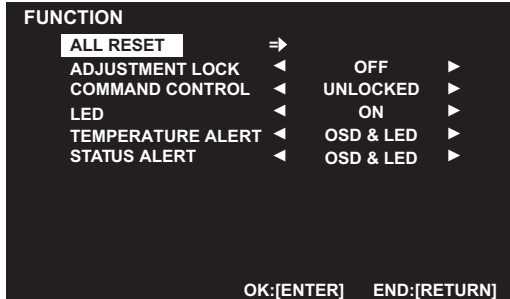 FUNCTION
ALL RESET
ADJUSTMENT LOCK OFF
COMMAND CONTROL UNLOCKED
LED ON
TEMPERATURE ALERT OSD & LED
STATUS ALERT OSD & LED
OK:[ENTER] END:[RETURN]